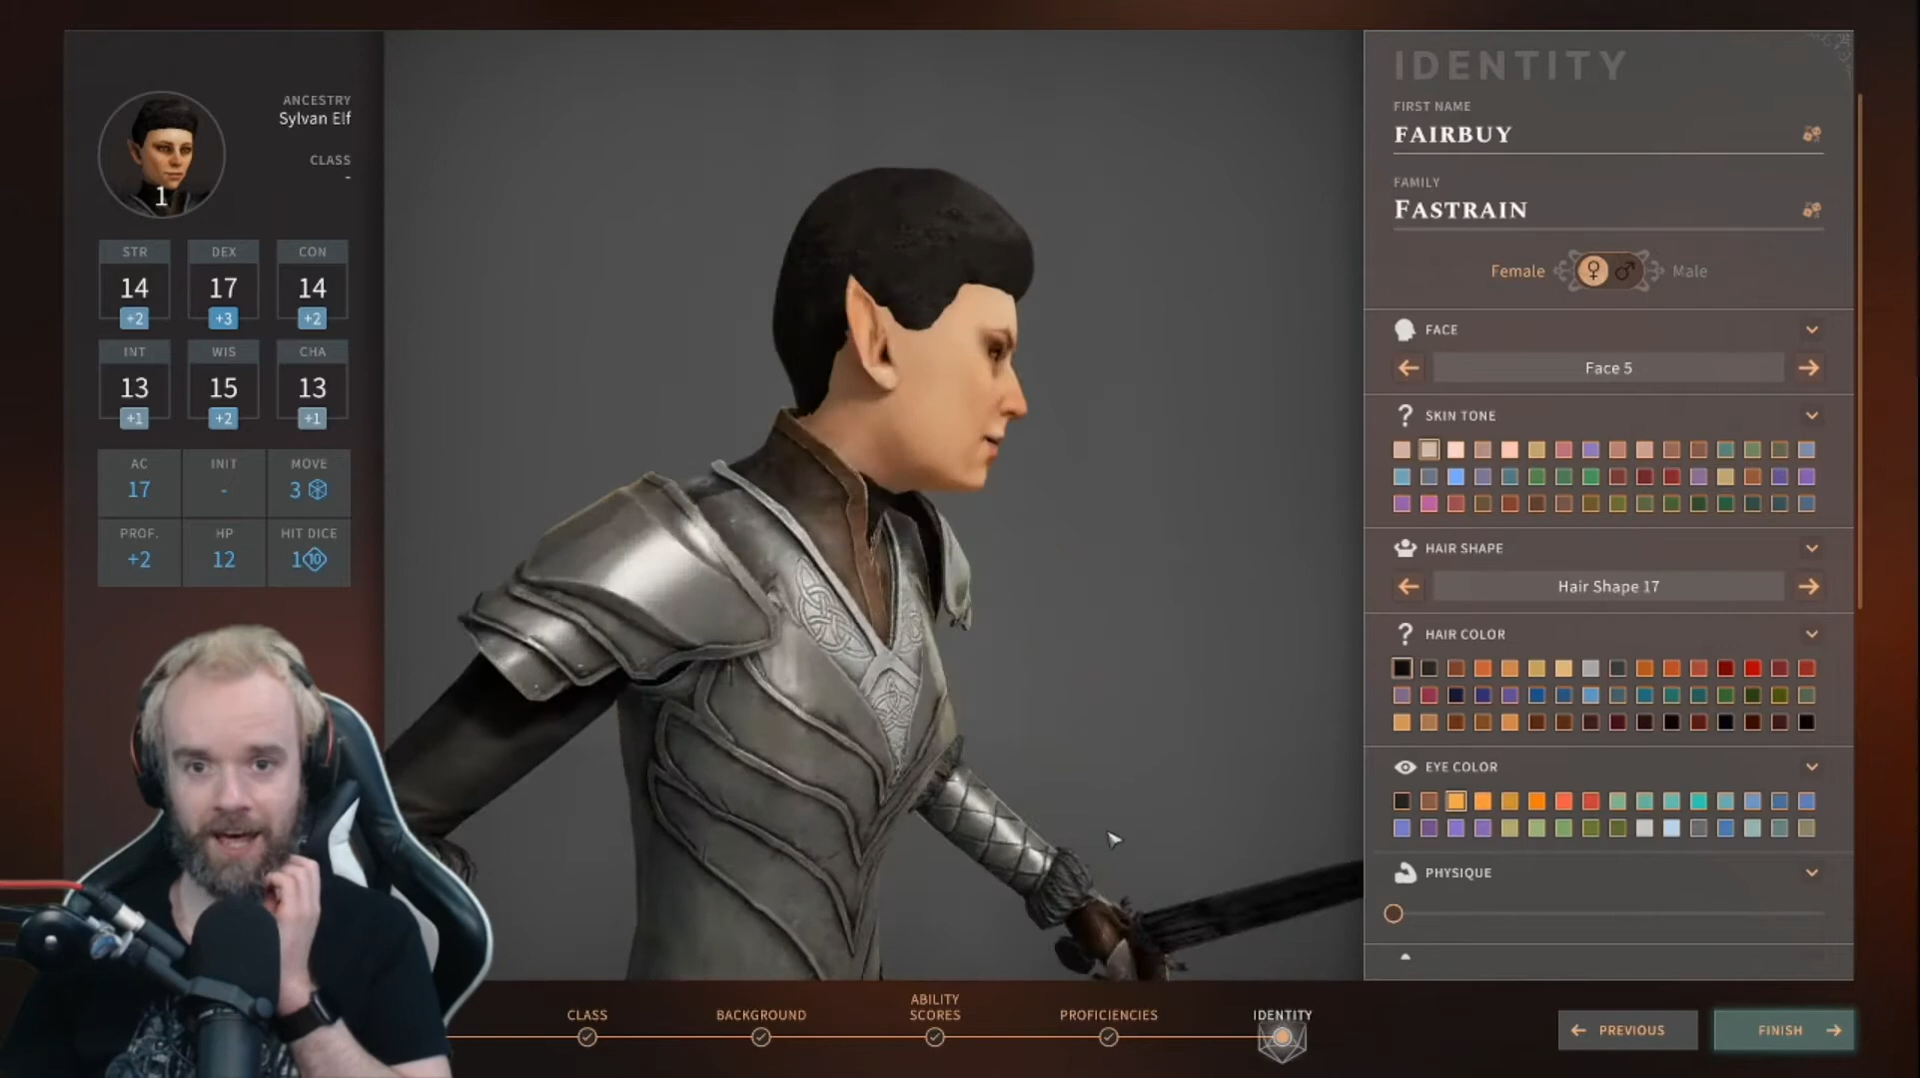 ANCESTRY
Sylvan Elf
CLASS
-
1
STR DEX CON
14 17 14
+2 +3 +2
INT WIS CHA
13 15 13
+1 +2 +1
AC INIT MOVE
17 - 3
PROF. HP HIT DICE
+2 12 1 10
IDENTITY
FIRST NAME
FAIRBUY
FAMILY
FASTRAIN
Female Male
FACE
Face 5
? SKIN TONE
HAIR SHAPE
Hair Shape 17
? HAIR COLOR
EYE COLOR
PHYSIQUE
CLASS
BACKGROUND
ABILITY
SCORES
PROFICIENCIES
IDENTITY
PREVIOUS
FINISH